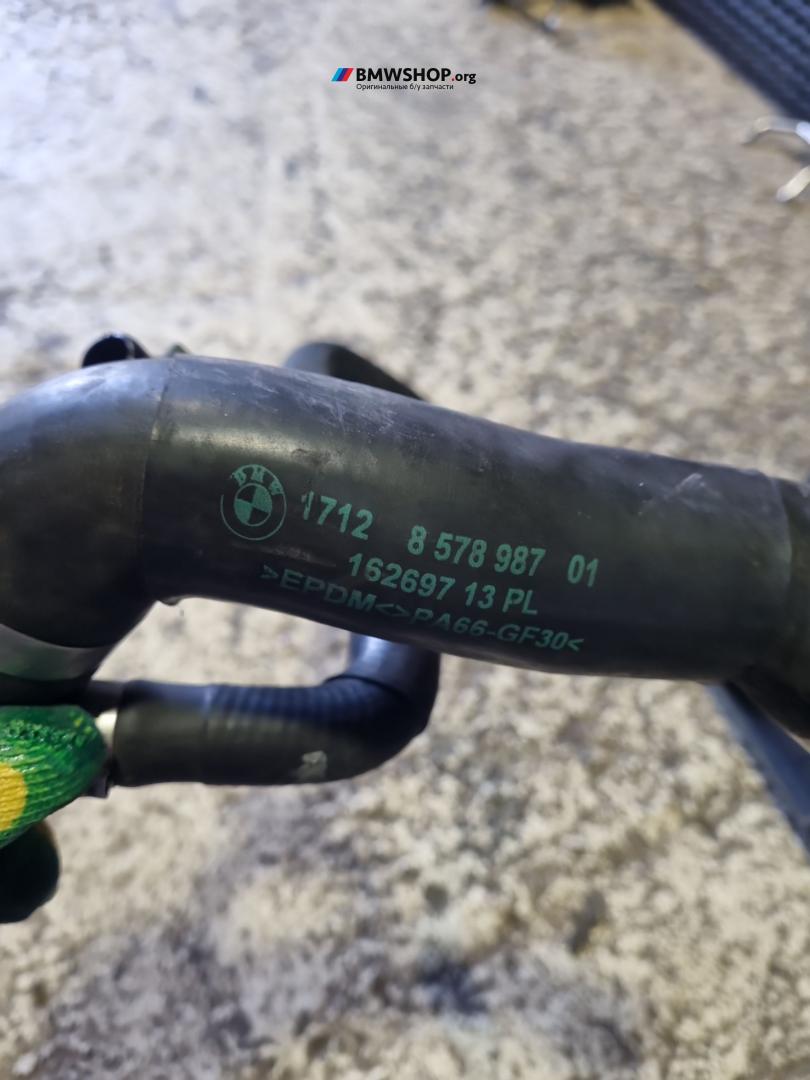 BMWSHOP.org
Оригинальные б/у запчасти
BMW 1712 8 578 987 01
162697 13 PL
>EPDM<>PA66-GF30<